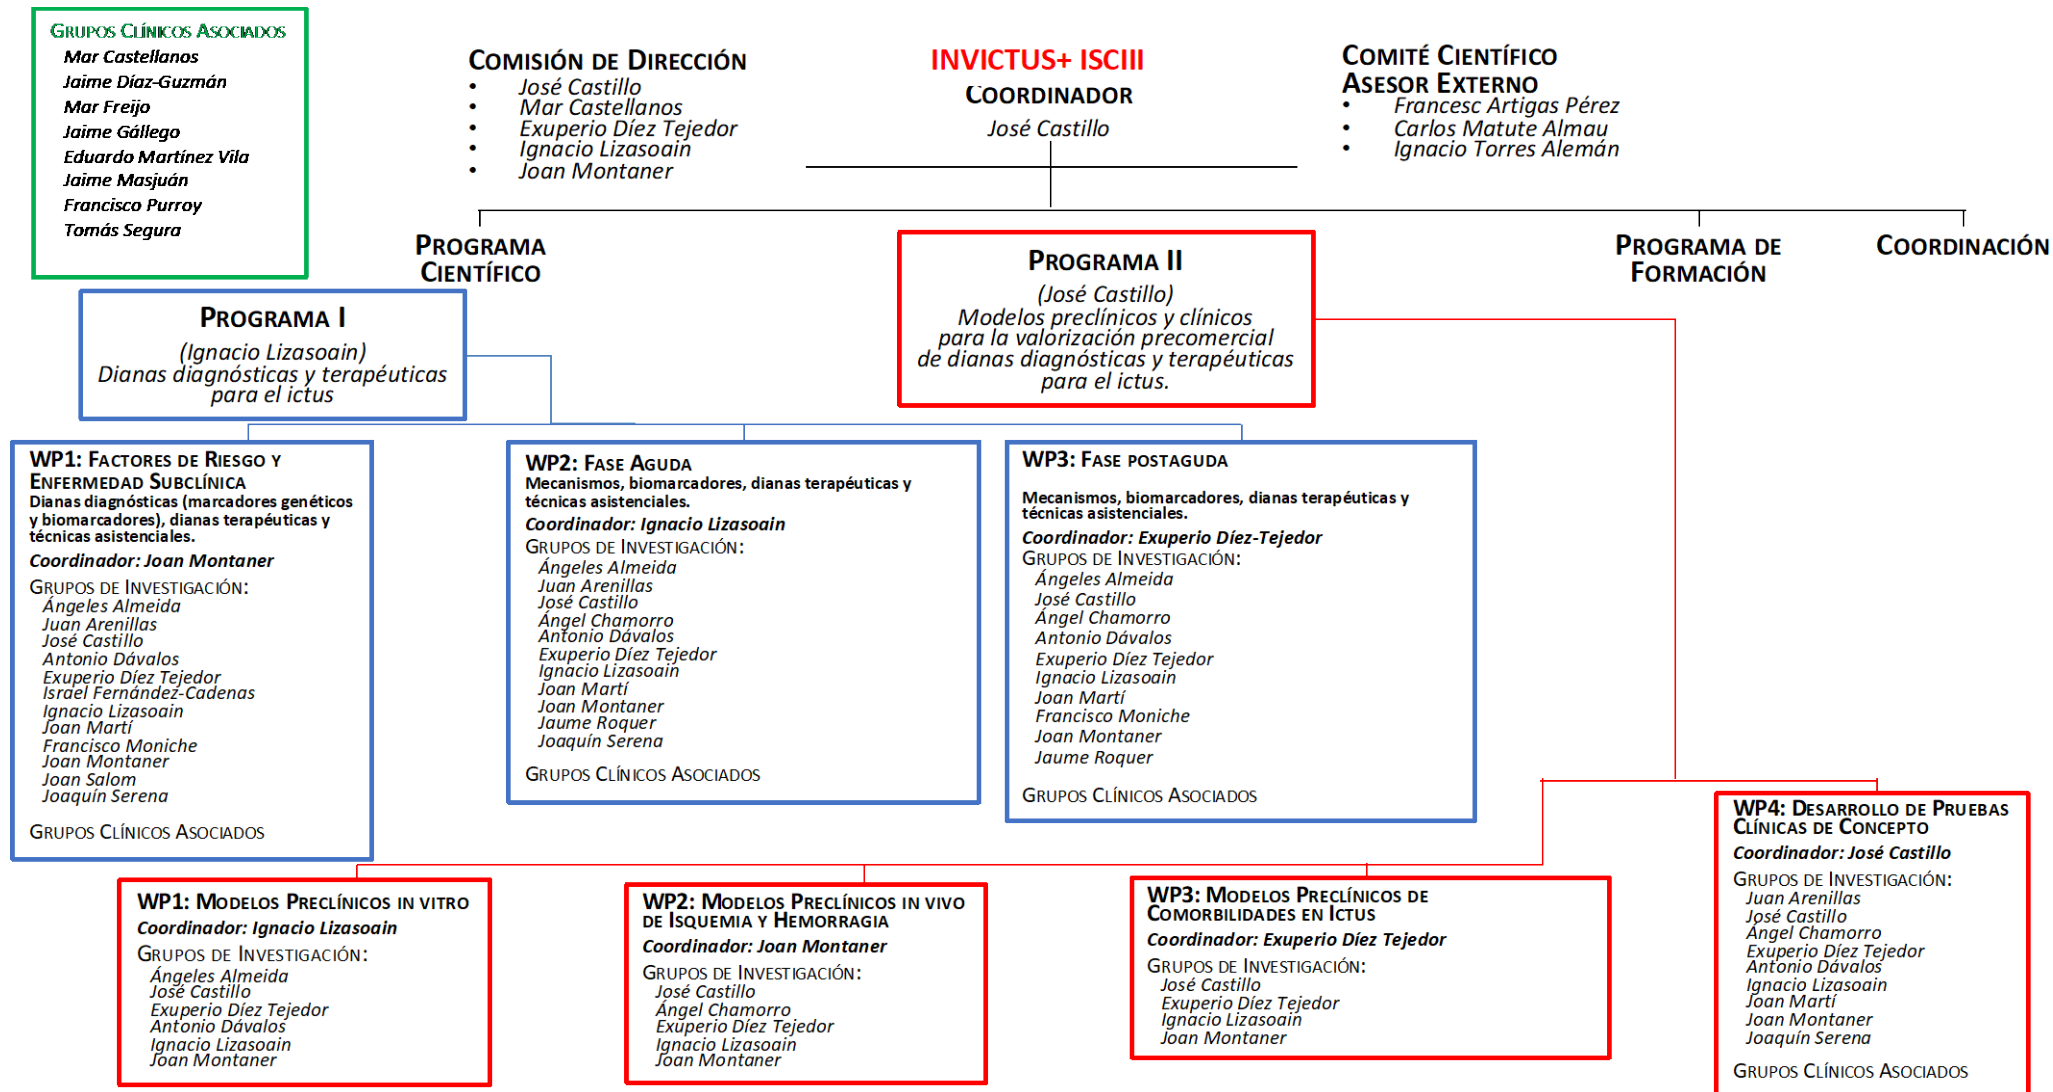 GRUPOS CLÍNICOS ASOCIADOS
Mar Castellanos
Jaime Díaz-Guzmán
Mar Freijo
Jaime Gállego
Eduardo Martínez Vila
Jaime Masjuán
Francisco Purroy
Tomás Segura
COMISIÓN DE DIRECCIÓN
• José Castillo
• Mar Castellanos
• Exuperio Díez Tejedor
• Ignacio Lizasoain
• Joan Montaner
INVICTUS+ ISCIII
COORDINADOR
José Castillo
COMITÉ CIENTÍFICO
ASESOR EXTERNO
• Francesc Artigas Pérez
• Carlos Matute Almau
• Ignacio Torres Alemán
PROGRAMA
CIENTÍFICO
PROGRAMA DE
FORMACIÓN
COORDINACIÓN
PROGRAMA I
(Ignacio Lizasoain)
Dianas diagnósticas y terapéuticas
para el ictus
PROGRAMA II
(José Castillo)
Modelos preclínicos y clínicos
para la valorización precomercial
de dianas diagnósticas y terapéuticas
para el ictus.
WP1: FACTORES DE RIESGO Y
ENFERMEDAD SUBCLÍNICA
Dianas diagnósticas (marcadores genéticos
y biomarcadores), dianas terapéuticas y
técnicas asistenciales.
Coordinador: Joan Montaner
GRUPOS DE INVESTIGACIÓN:
Ángeles Almeida
Juan Arenillas
José Castillo
Antonio Dávalos
Exuperio Díez Tejedor
Israel Fernández-Cadenas
Ignacio Lizasoain
Joan Martí
Francisco Moniche
Joan Montaner
Joan Salom
Joaquín Serena
GRUPOS CLÍNICOS ASOCIADOS
WP2: FASE AGUDA
Mecanismos, biomarcadores, dianas terapéuticas y
técnicas asistenciales.
Coordinador: Ignacio Lizasoain
GRUPOS DE INVESTIGACIÓN:
Ángeles Almeida
Juan Arenillas
José Castillo
Ángel Chamorro
Antonio Dávalos
Exuperio Díez Tejedor
Ignacio Lizasoain
Joan Martí
Joan Montaner
Jaume Roquer
Joaquín Serena
GRUPOS CLÍNICOS ASOCIADOS
WP3: FASE POSTAGUDA
Mecanismos, biomarcadores, dianas terapéuticas y
técnicas asistenciales.
Coordinador: Exuperio Díez-Tejedor
GRUPOS DE INVESTIGACIÓN:
Ángeles Almeida
José Castillo
Ángel Chamorro
Antonio Dávalos
Exuperio Díez Tejedor
Ignacio Lizasoain
Joan Martí
Francisco Moniche
Joan Montaner
Jaume Roquer
GRUPOS CLÍNICOS ASOCIADOS
WP1: MODELOS PRECLÍNICOS IN VITRO
Coordinador: Ignacio Lizasoain
GRUPOS DE INVESTIGACIÓN:
Ángeles Almeida
José Castillo
Exuperio Díez Tejedor
Antonio Dávalos
Ignacio Lizasoain
Joan Montaner
WP2: MODELOS PRECLÍNICOS IN VIVO
DE ISQUEMIA Y HEMORRAGIA
Coordinador: Joan Montaner
GRUPOS DE INVESTIGACIÓN:
José Castillo
Ángel Chamorro
Exuperio Díez Tejedor
Ignacio Lizasoain
Joan Montaner
WP3: MODELOS PRECLÍNICOS DE
COMORBILIDADES EN ICTUS
Coordinador: Exuperio Díez Tejedor
GRUPOS DE INVESTIGACIÓN:
José Castillo
Exuperio Díez Tejedor
Ignacio Lizasoain
Joan Montaner
WP4: DESARROLLO DE PRUEBAS
CLÍNICAS DE CONCEPTO
Coordinador: José Castillo
GRUPOS DE INVESTIGACIÓN:
Juan Arenillas
José Castillo
Ángel Chamorro
Exuperio Díez Tejedor
Antonio Dávalos
Ignacio Lizasoain
Joan Martí
Joan Montaner
Joaquín Serena
GRUPOS CLÍNICOS ASOCIADOS